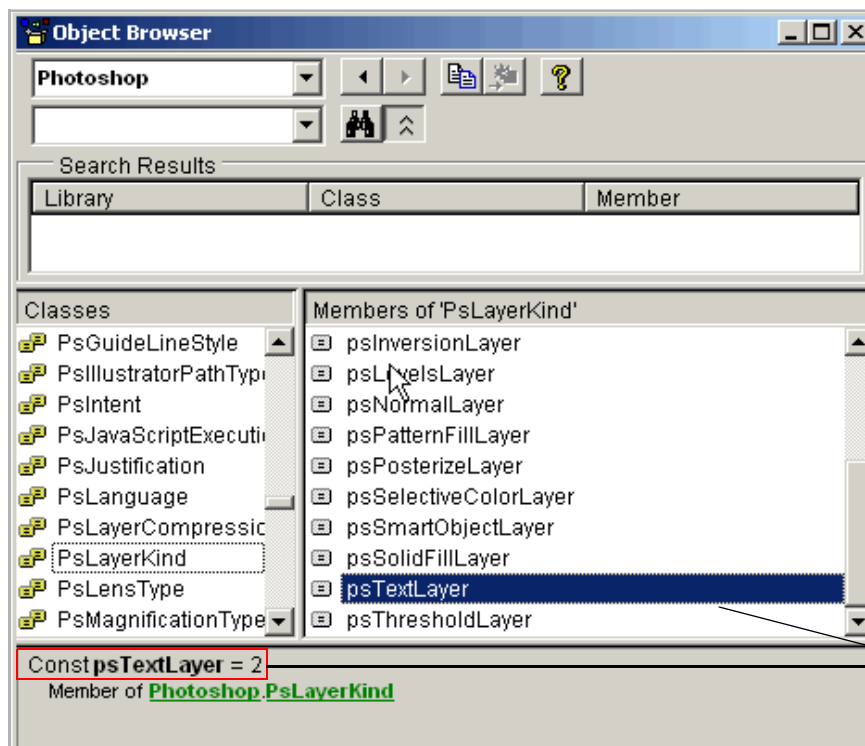 Object Browser
Photoshop
Search Results
Library Class Member
Classes
PsGuideLineStyle
PsIllustratorPathTyp
PsIntent
PsJavaScriptExecuti
PsJustification
PsLanguage
PsLayerCompressic
PsLayerKind
PsLensType
PsMagnificationType
Members of 'PsLayerKind'
psInversionLayer
psLevelsLayer
psNormalLayer
psPatternFillLayer
psPosterizeLayer
psSelectiveColorLayer
psSmartObjectLayer
psSolidFillLayer
psTextLayer
psThresholdLayer
Const psTextLayer = 2
Member of Photoshop.PsLayerKind